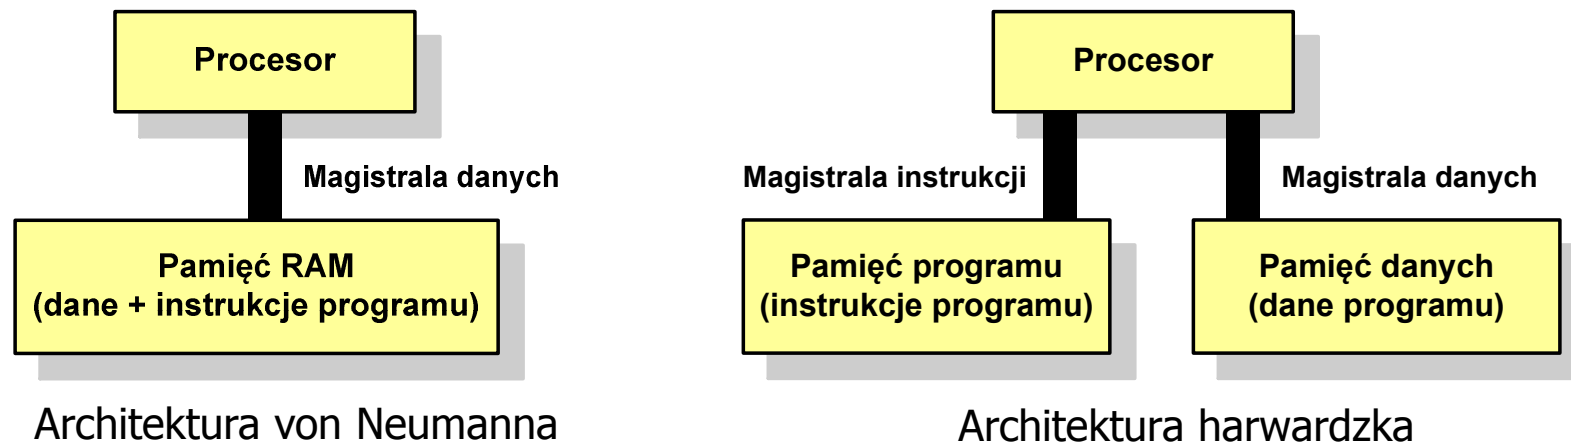 Procesor
Magistrala danych
Pamięć RAM
(dane + instrukcje programu)
Architektura von Neumanna
Procesor
Magistrala instrukcji
Magistrala danych
Pamięć programu
(instrukcje programu)
Pamięć danych
(dane programu)
Architektura harwardzka